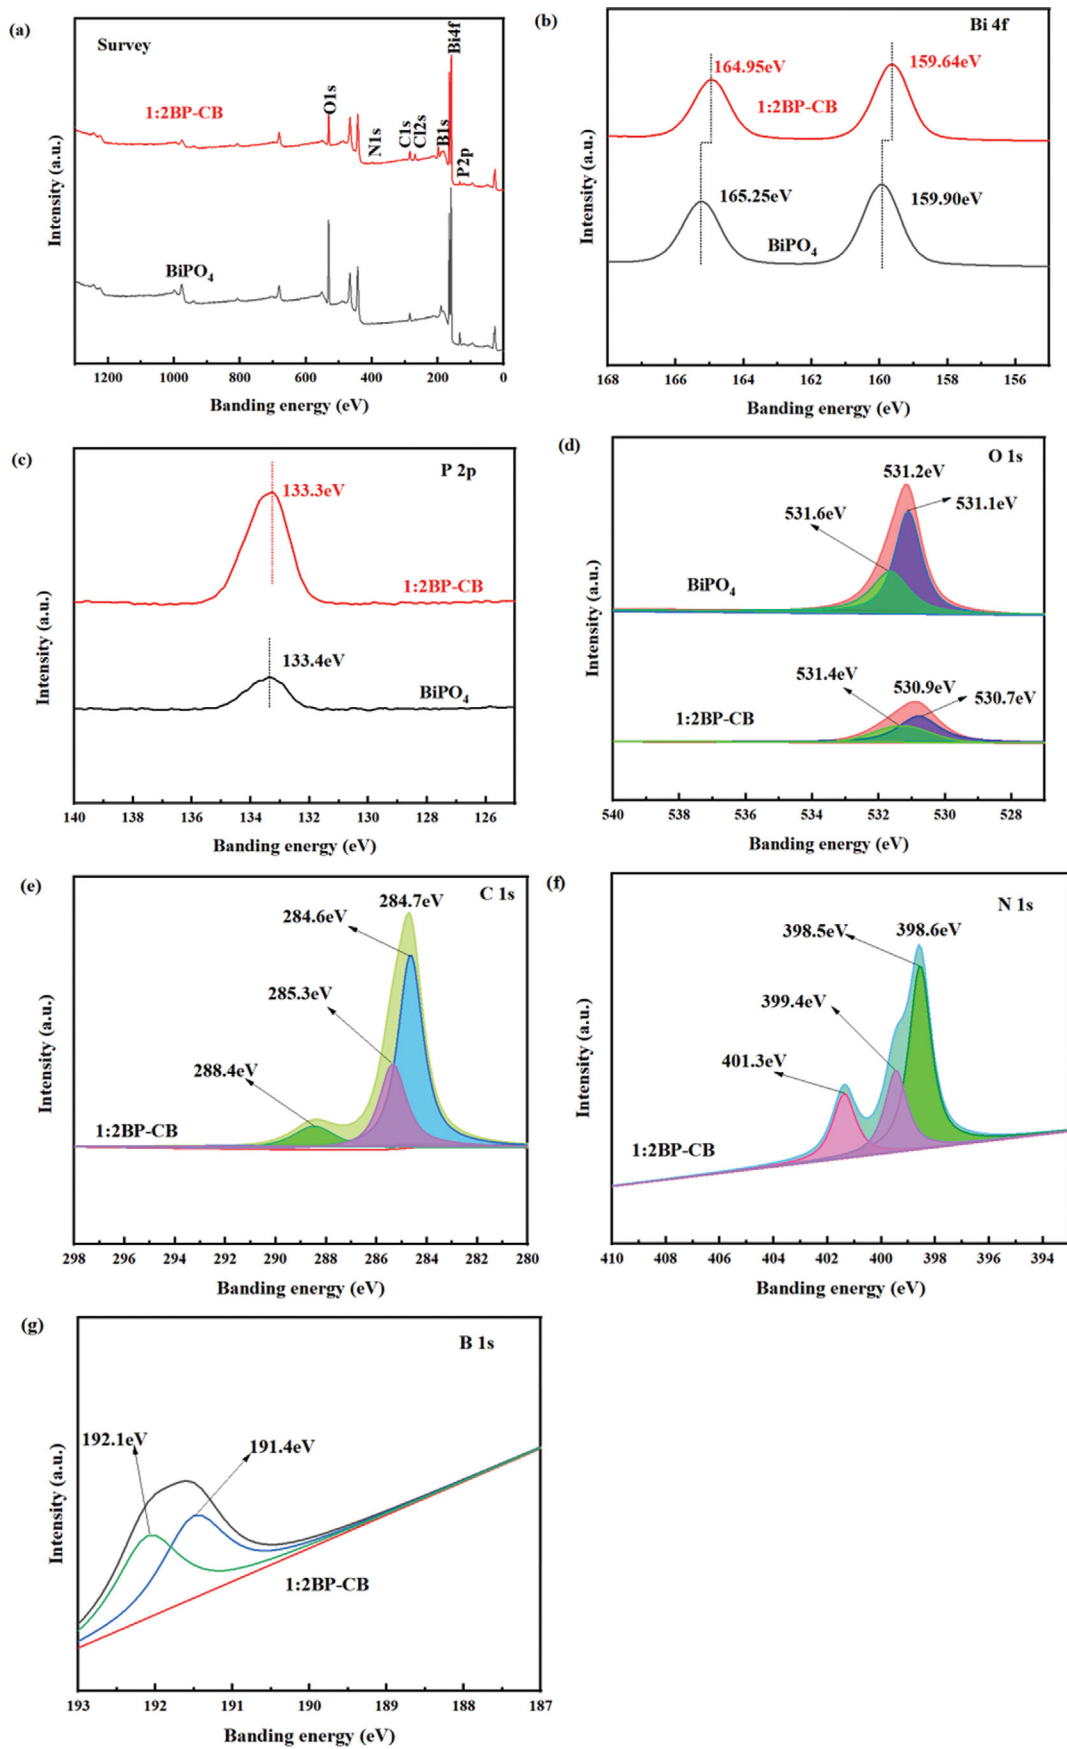 (a)
Survey
1:2BP-CB
BiPO4
O1s
N1s
C1s
Cl2s
B1s
Bi4f
P2p
Intensity (a.u.)
1200 1000 800 600 400 200 0
Banding energy (eV)
(b)
Bi 4f
164.95eV
159.64eV
1:2BP-CB
165.25eV
159.90eV
BiPO4
Intensity (a.u.)
168 166 164 162 160 158 156
Banding energy (eV)
(c)
P 2p
133.3eV
1:2BP-CB
133.4eV
BiPO4
Intensity (a.u.)
140 138 136 134 132 130 128 126
Banding energy (eV)
(d)
O 1s
531.2eV
531.6eV
531.1eV
BiPO4
531.4eV
530.9eV
530.7eV
1:2BP-CB
Intensity (a.u.)
540 538 536 534 532 530 528
Banding energy (eV)
(e)
C 1s
284.7eV
284.6eV
285.3eV
288.4eV
1:2BP-CB
Intensity (a.u.)
298 296 294 292 290 288 286 284 282 280
Banding energy (eV)
(f)
N 1s
398.5eV
398.6eV
399.4eV
401.3eV
1:2BP-CB
Intensity (a.u.)
410 408 406 404 402 400 398 396 394
Banding energy (eV)
(g)
B 1s
192.1eV
191.4eV
1:2BP-CB
Intensity (a.u.)
193 192 191 190 189 188 187
Banding energy (eV)